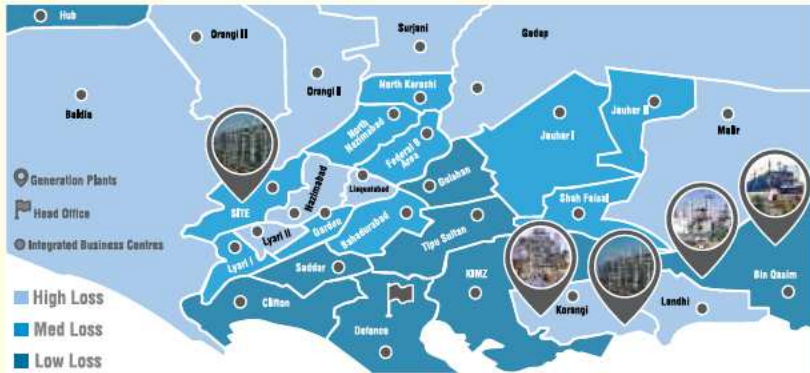 Hub
Orangi II
Surjani
Gadap
Orangi I
Baldia
North Karachi
Jauhar I
Jauhar II
Malir
North
Nazimabad
Federal B
Area
Gulshan
Generation Plants
Head Office
Integrated Business Centres
SITE
Nazimabad
Liaquatabad
Shah Faisal
Lyari II
Garden
Bahadurabad
Tipu Sultan
Lyari I
Saddar
KIMZ
Bin Qasim
Clifton
Defence
Korangi
Landhi
High Loss
Med Loss
Low Loss